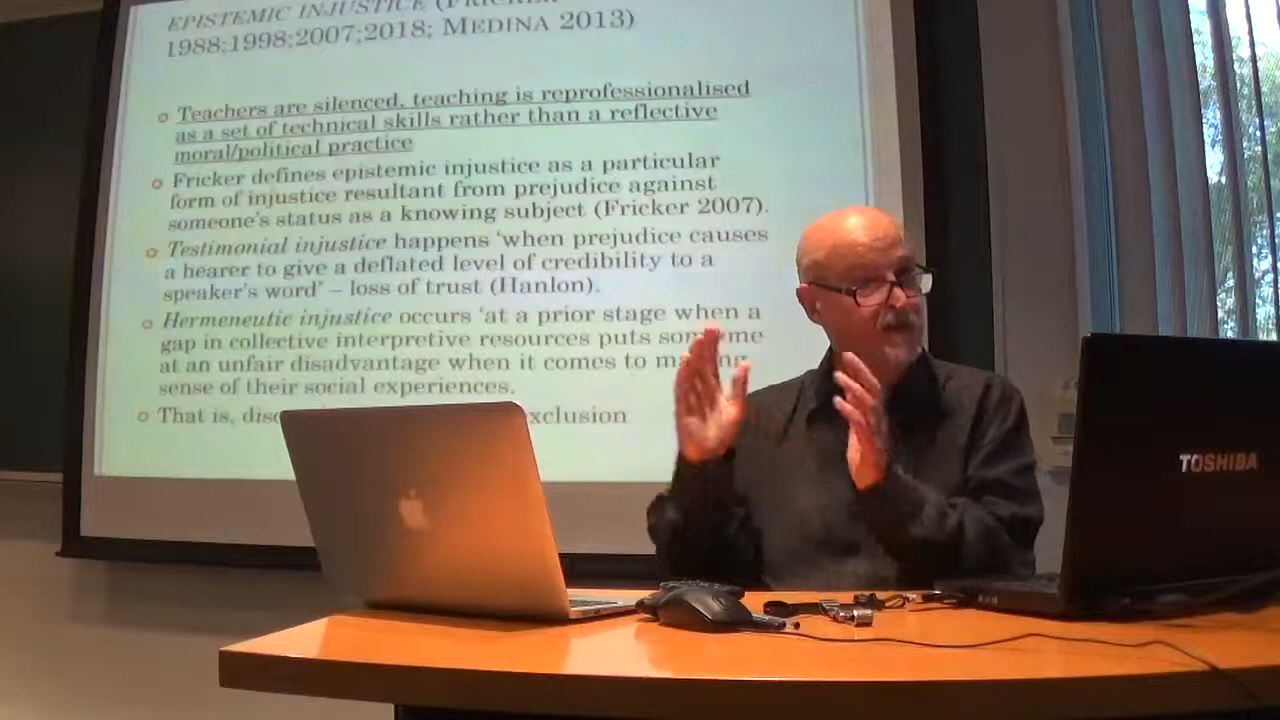 EPISTEMIC INJUSTICE (FRICKER
1988;1998;2007;2018; MEDINA 2013)
Teachers are silenced, teaching is reprofessionalised
as a set of technical skills rather than a reflective
moral/political practice
Fricker defines epistemic injustice as a particular
form of injustice resultant from prejudice against
someone's status as a knowing subject (Fricker 2007).
Testimonial injustice happens 'when prejudice causes
a hearer to give a deflated level of credibility to a
speaker's word' – loss of trust (Hanlon).
Hermeneutic injustice occurs 'at a prior stage when a
gap in collective interpretive resources puts someone
at an unfair disadvantage when it comes to making
sense of their social experiences.
That is, exclusion
TOSHIBA